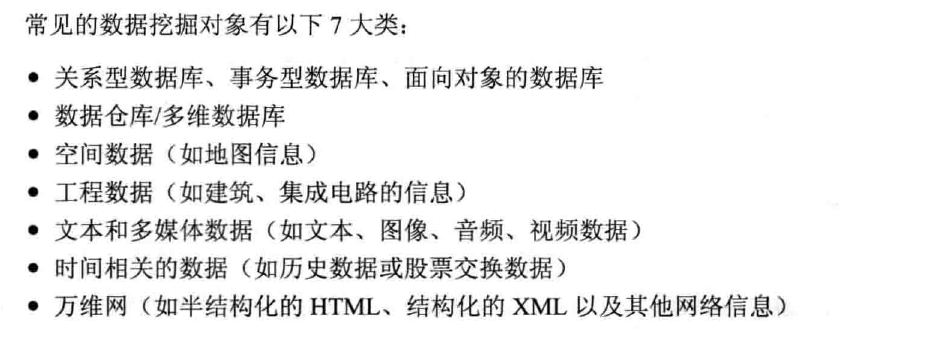 常见的数据挖掘对象有以下 7 大类：
● 关系型数据库、事务型数据库、面向对象的数据库
● 数据仓库/多维数据库
● 空间数据（如地图信息）
● 工程数据（如建筑、集成电路的信息）
● 文本和多媒体数据（如文本、图像、音频、视频数据）
● 时间相关的数据（如历史数据或股票交换数据）
● 万维网（如半结构化的 HTML、结构化的 XML 以及其他网络信息）